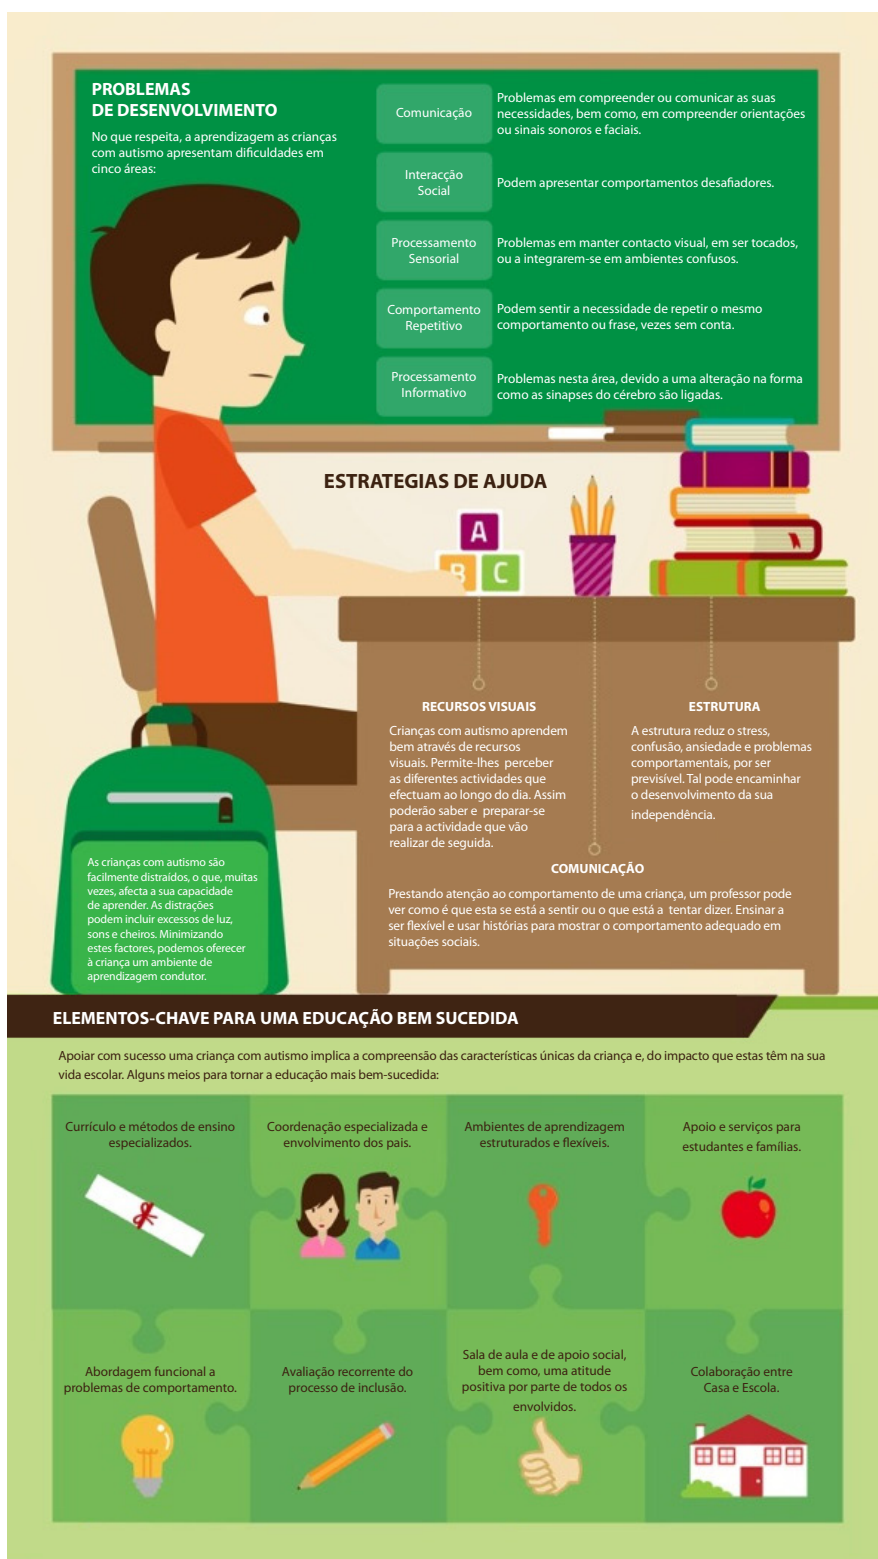 PROBLEMAS
DE DESENVOLVIMENTO
No que respeita, a aprendizagem as crianças
com autismo apresentam dificuldades em
cinco áreas:
Comunicação
Problemas em compreender ou comunicar as suas
necessidades, bem como, em compreender orientações
ou sinais sonoros e faciais.
Interacção
Social
Podem apresentar comportamentos desafiadores.
Processamento
Sensorial
Problemas em manter contacto visual, em ser tocados,
ou a integrarem-se em ambientes confusos.
Comportamento
Repetitivo
Podem sentir a necessidade de repetir o mesmo
comportamento ou frase, vezes sem conta.
Processamento
Informativo
Problemas nesta área, devido a uma alteração na forma
como as sinapses do cérebro são ligadas.
ESTRATEGIAS DE AJUDA
A
B C
RECURSOS VISUAIS
Crianças com autismo aprendem
bem através de recursos
visuais. Permite-lhes perceber
as diferentes actividades que
efectuam ao longo do dia. Assim
poderão saber e preparar-se
para a actividade que vão
realizar de seguida.
ESTRUTURA
A estrutura reduz o stress,
confusão, ansiedade e problemas
comportamentais, por ser
previsível. Tal pode encaminhar
o desenvolvimento da sua
independência.
COMUNICAÇÃO
Prestando atenção ao comportamento de uma criança, um professor pode
ver como é que esta se está a sentir ou o que está a tentar dizer. Ensinar a
ser flexível e usar histórias para mostrar o comportamento adequado em
situações sociais.
As crianças com autismo são
facilmente distraídos, o que, muitas
vezes, afecta a sua capacidade
de aprender. As distrações
podem incluir excessos de luz,
sons e cheiros. Minimizando
estes factores, podemos oferecer
à criança um ambiente de
aprendizagem condutor.
ELEMENTOS-CHAVE PARA UMA EDUCAÇÃO BEM SUCEDIDA
Apoiar com sucesso uma criança com autismo implica a compreensão das características únicas da criança e, do impacto que estas têm na sua
vida escolar. Alguns meios para tornar a educação mais bem-sucedida:
Currículo e métodos de ensino
especializados.
Coordenação especializada e
envolvimento dos pais.
Ambientes de aprendizagem
estruturados e flexíveis.
Apoio e serviços para
estudantes e famílias.
Abordagem funcional a
problemas de comportamento.
Avaliação recorrente do
processo de inclusão.
Sala de aula e de apoio social,
bem como, uma atitude
positiva por parte de todos os
envolvidos.
Colaboração entre
Casa e Escola.